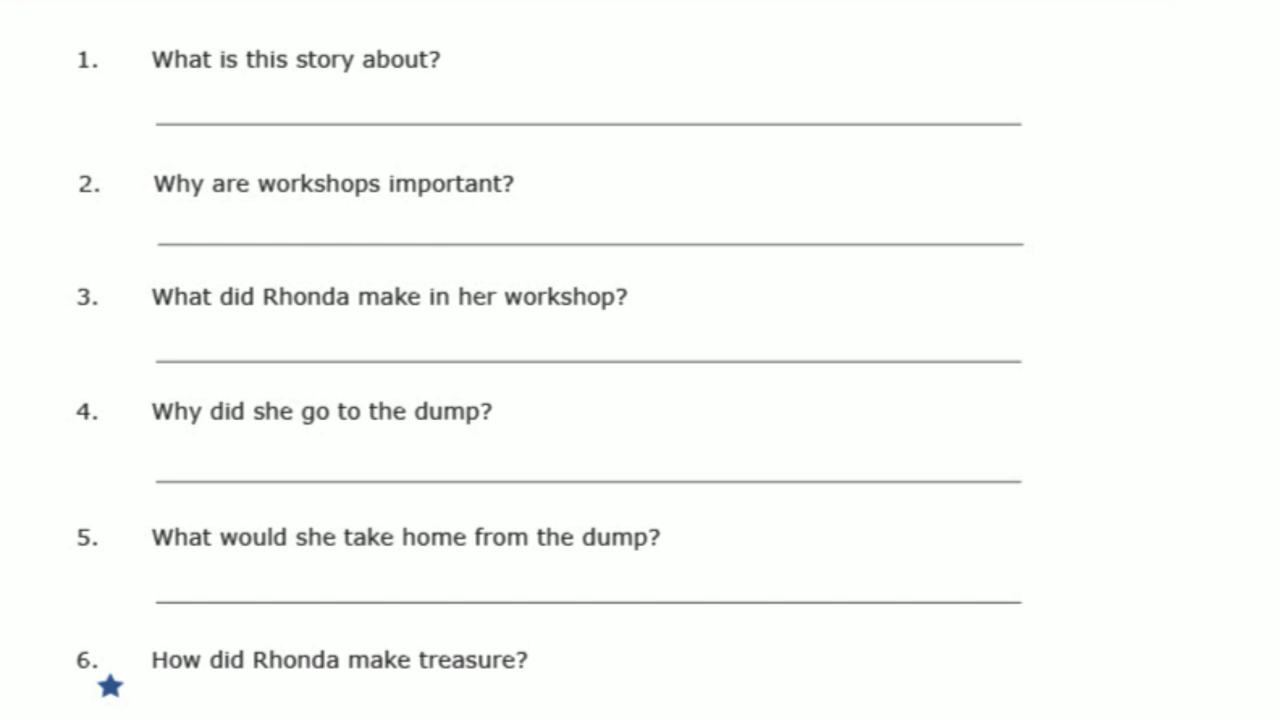 1. What is this story about?
2. Why are workshops important?
3. What did Rhonda make in her workshop?
4. Why did she go to the dump?
5. What would she take home from the dump?
6. How did Rhonda make treasure?